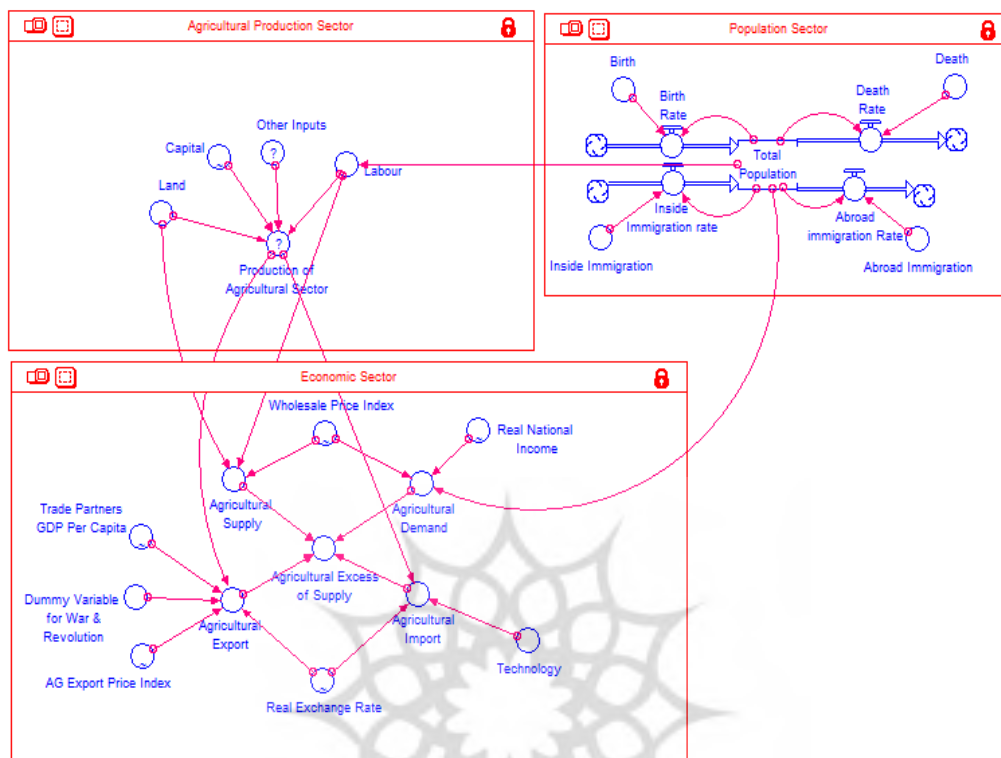 Agricultural Production Sector
Other Inputs
?
Capital
Labour
Land
?
Production of
Agricultural Sector
Population Sector
Birth
Death
Birth
Rate
Death
Rate
Total
Population
Inside
Immigration rate
Abroad
immigration Rate
Inside Immigration
Abroad Immigration
Economic Sector
Wholesale Price Index
Real National
Income
Agricultural
Supply
Agricultural
Demand
Trade Partners
GDP Per Capita
Agricultural Excess
of Supply
Dummy Variable
for War &
Revolution
Agricultural
Export
Agricultural
Import
Technology
AG Export Price Index
Real Exchange Rate